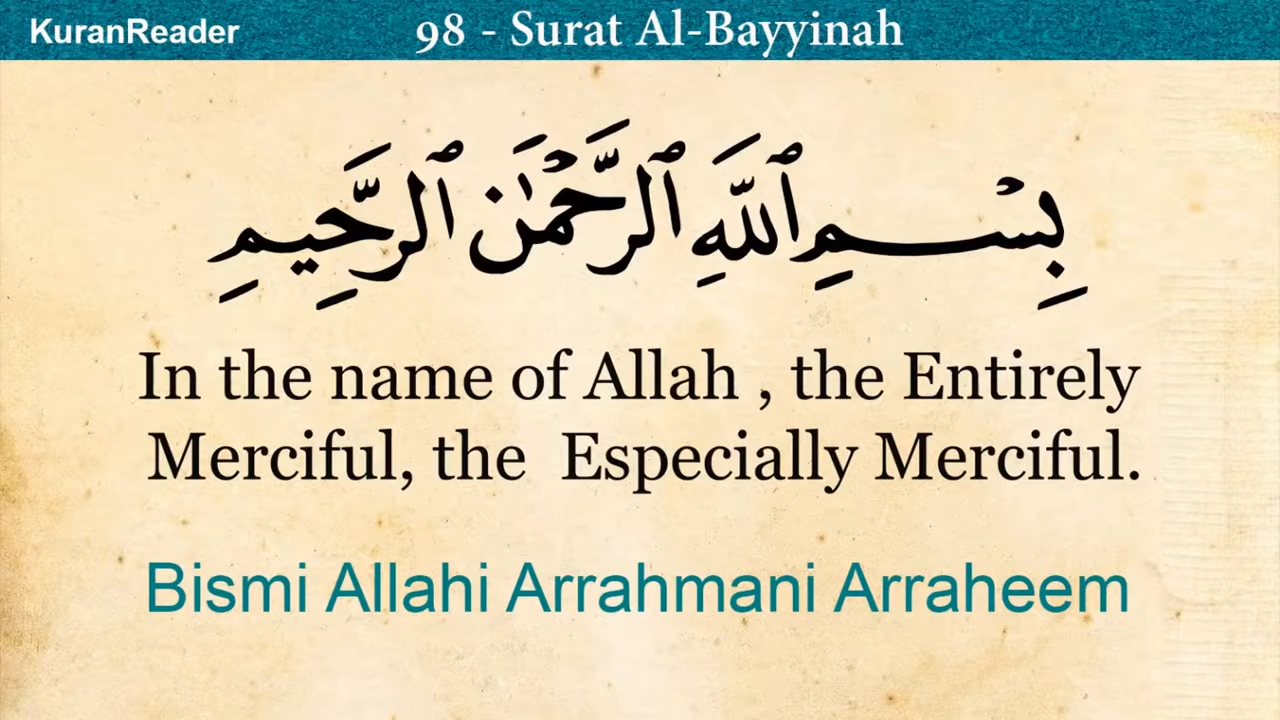 KuranReader
98 - Surat Al-Bayyinah
بِسْمِ ٱللَّهِ ٱلرَّحْمَٰنِ ٱلرَّحِيمِ
In the name of Allah , the Entirely
Merciful, the  Especially Merciful.
Bismi Allahi Arrahmani Arraheem